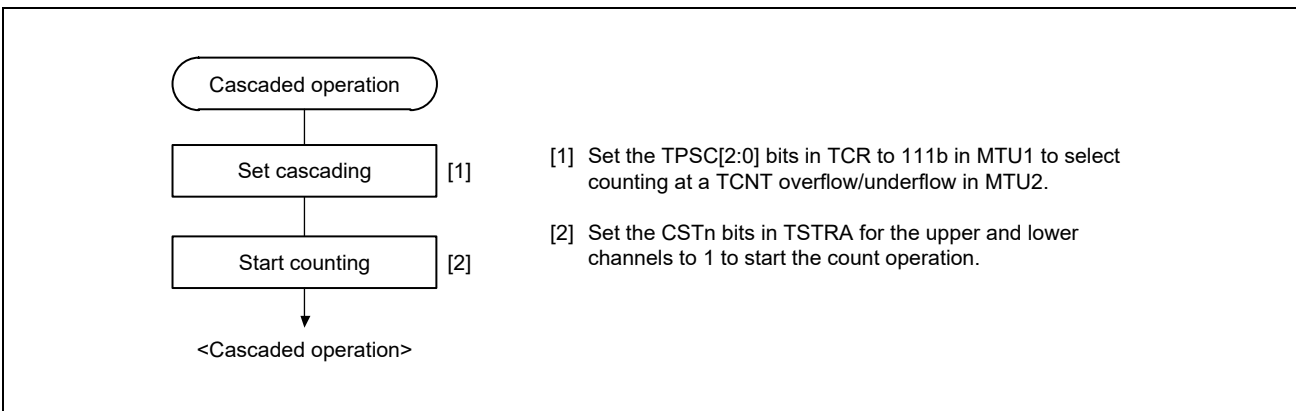 Cascaded operation
Set cascading [1]
[1] Set the TPSC[2:0] bits in TCR to 111b in MTU1 to select
counting at a TCNT overflow/underflow in MTU2.
Start counting [2]
[2] Set the CSTn bits in TSTRA for the upper and lower
channels to 1 to start the count operation.
<Cascaded operation>